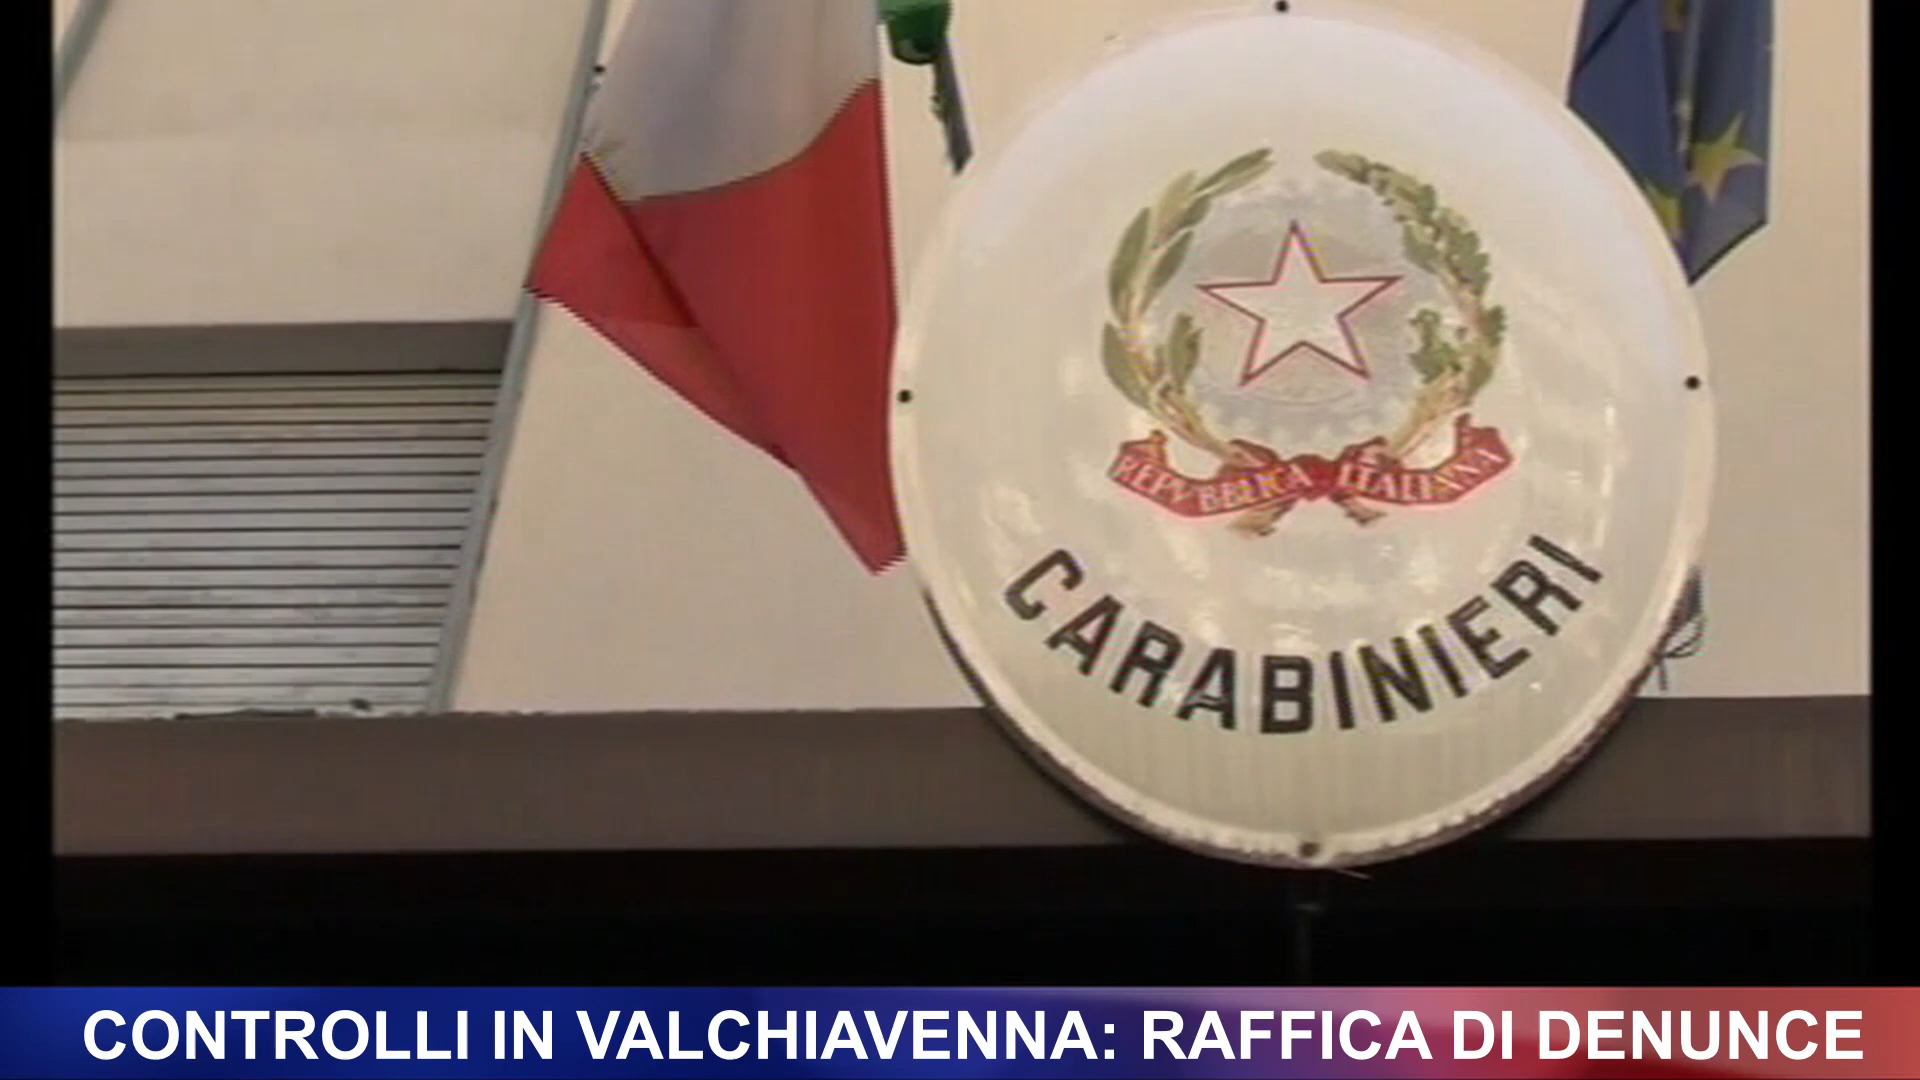 REPVBBLICA ITALIANA
CARABINIERI
CONTROLLI IN VALCHIAVENNA: RAFFICA DI DENUNCE